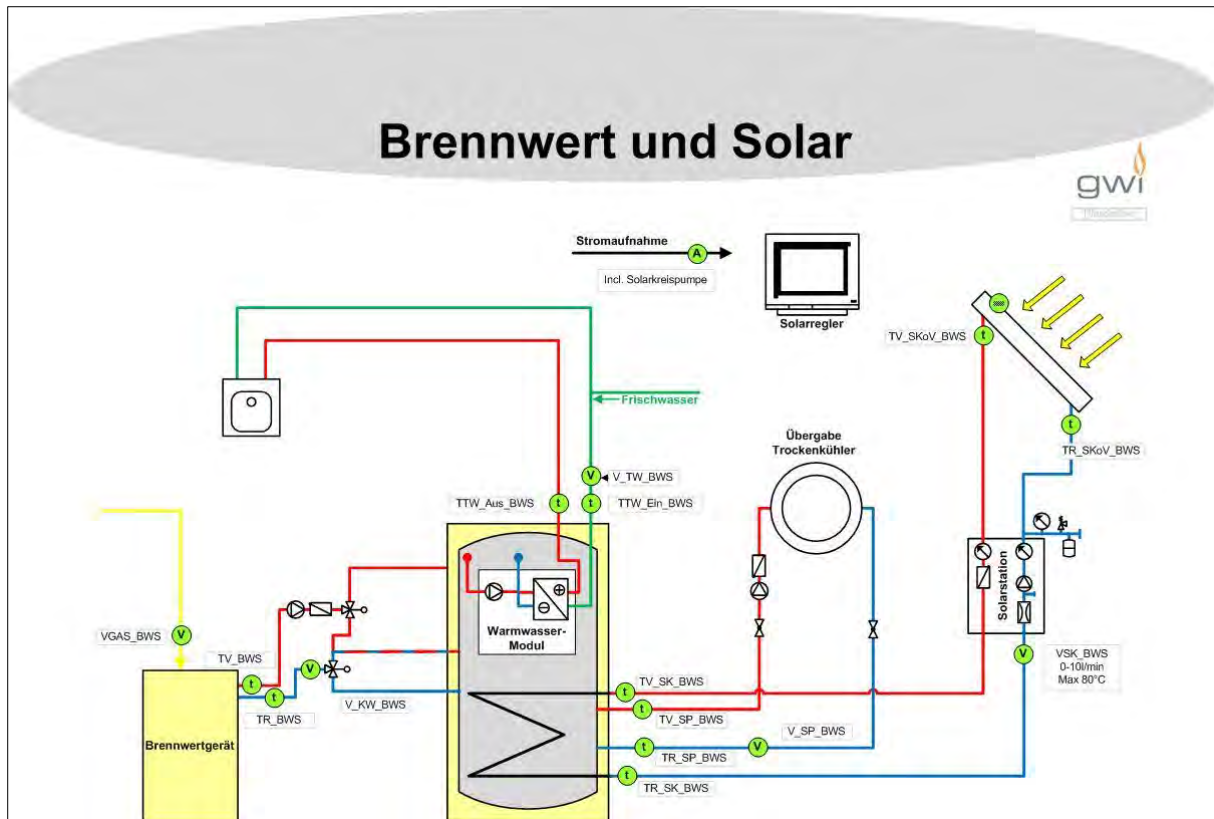 Brennwert und Solar
gwi
Stromaufnahme
A
Incl. Solarkreispumpe
Solarregler
TV_SKoV_BWS
t
Frischwasser
t
TR_SKoV_BWS
Übergabe
Trockenkühler
V
V_TW_BWS
TTW_Aus_BWS
t
t
TTW_Ein_BWS
Solarstation
Warmwasser-
Modul
VGAS_BWS
V
TV_BWS
t
t
TR_BWS
V
V_KW_BWS
V
VSK_BWS
0-10l/min
Max 80°C
TV_SK_BWS
t
t
TV_SP_BWS
V_SP_BWS
t
V
TR_SP_BWS
t
TR_SK_BWS
Brennwertgerät